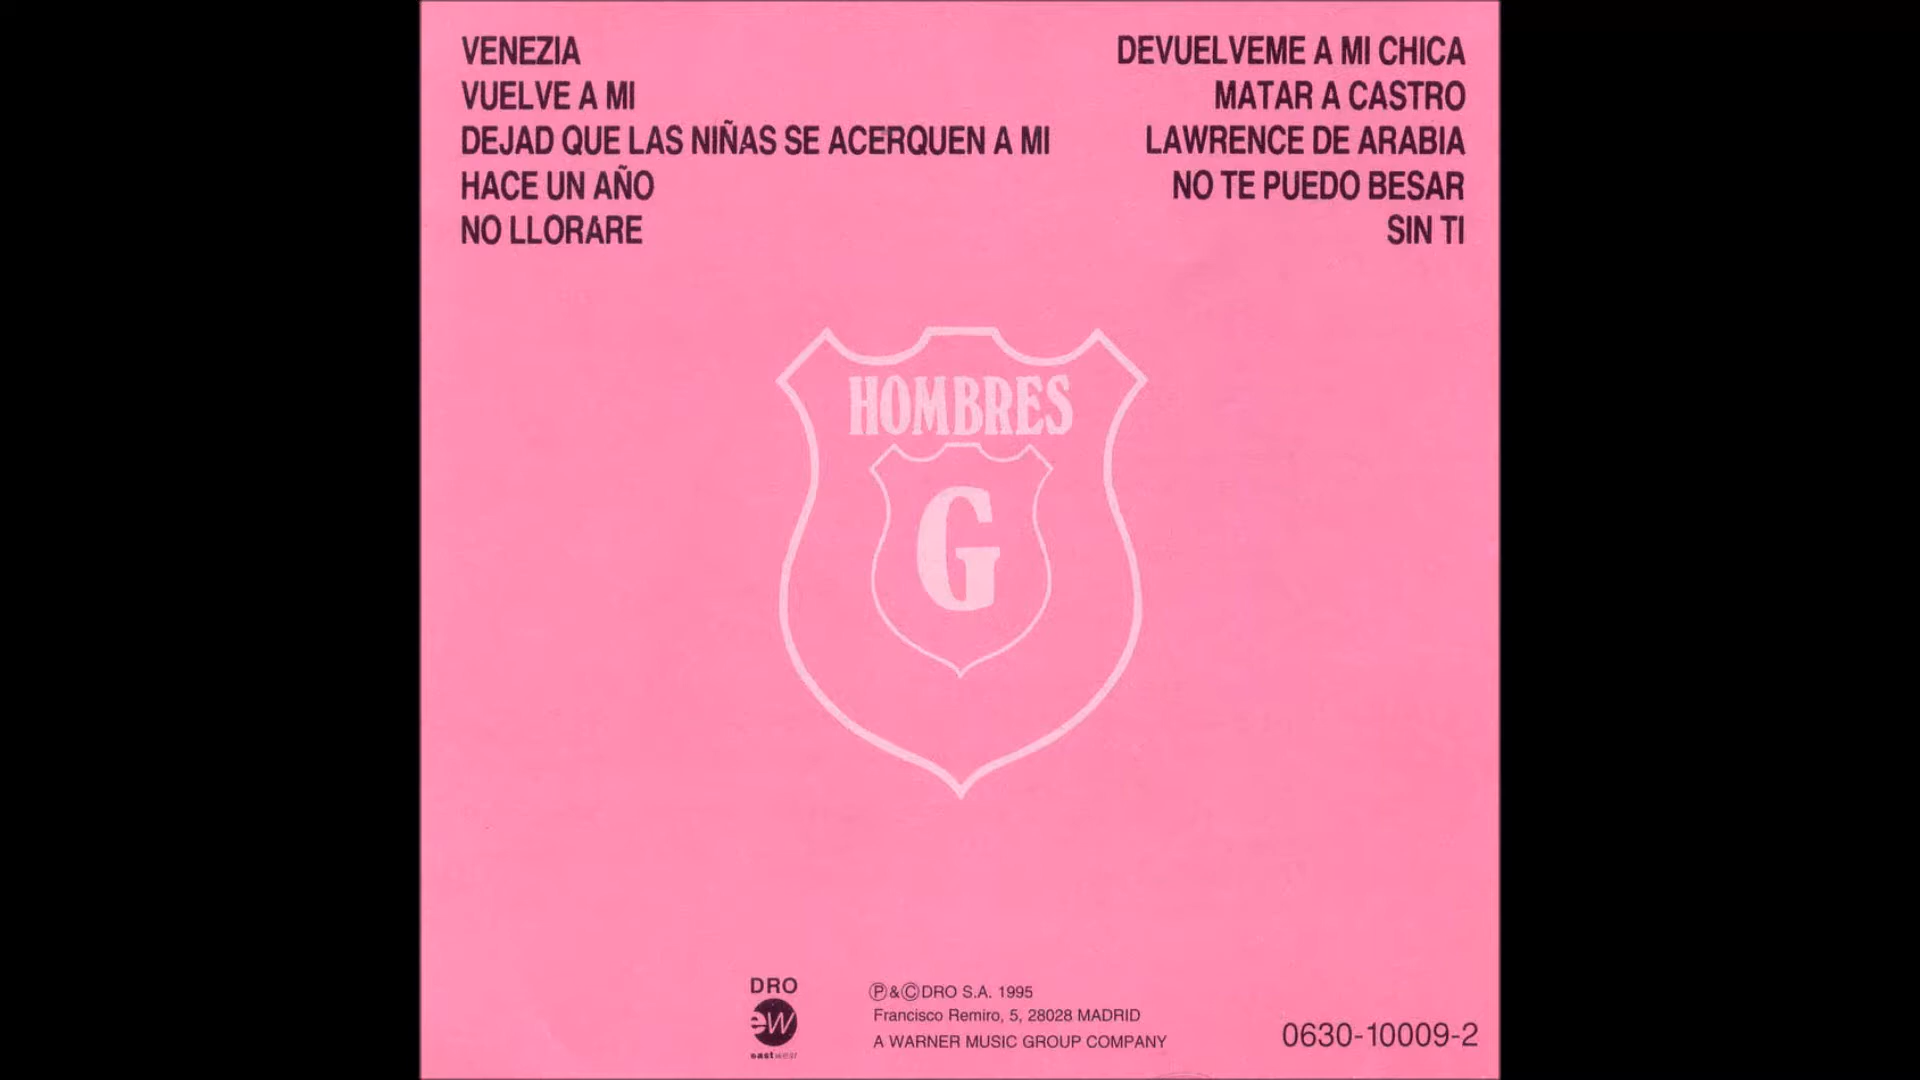 VENEZIA
VUELVE A MI
DEJAD QUE LAS NIÑAS SE ACERQUEN A MI
HACE UN AÑO
NO LLORARE
DEVUELVEME A MI CHICA
MATAR A CASTRO
LAWRENCE DE ARABIA
NO TE PUEDO BESAR
SIN TI
HOMBRES
G
DRO
eW
eastwest
Ⓟ&ⒸDRO S.A. 1995
Francisco Remiro, 5, 28028 MADRID
A WARNER MUSIC GROUP COMPANY
0630-10009-2